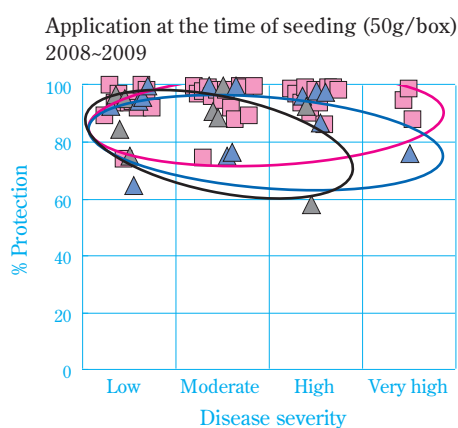 Application at the time of seeding (50g/box)
2008~2009
100
80
60
40
20
0
% Protection
Low Moderate High Very high
Disease severity